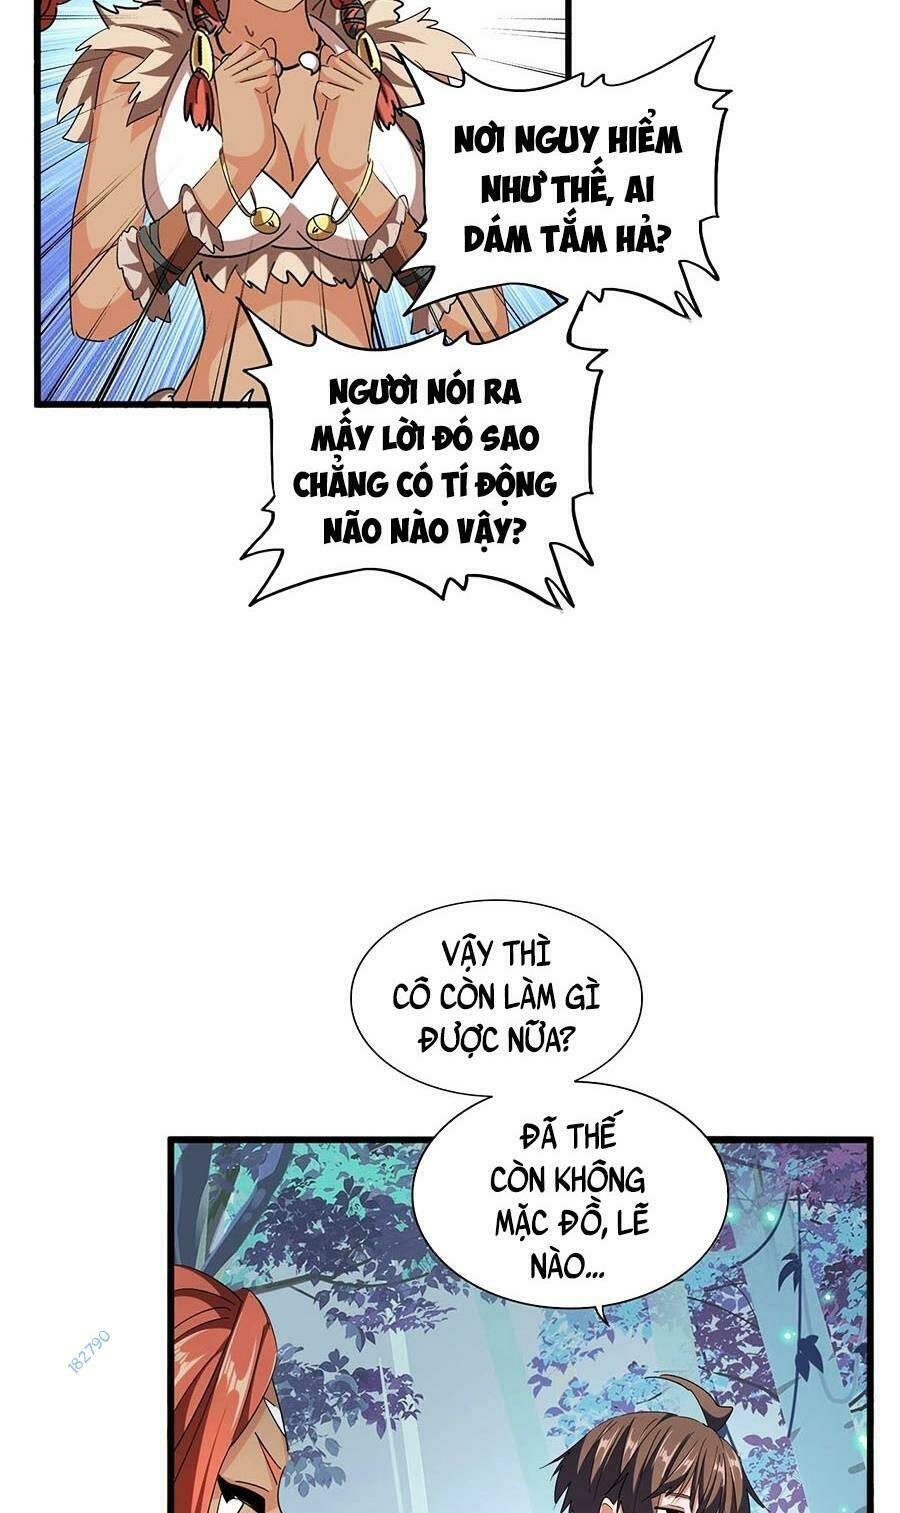 NƠI NGUY HIỂM
NHƯ THẾ, AI
DÁM TẮM HẢ?
NGƯƠI NÓI RA
MẤY LỜI ĐÓ SAO
CHẲNG CÓ TÍ ĐỘNG
NÃO NÀO VẬY?
VẬY THÌ
CÔ CÒN LÀM GÌ
ĐƯỢC NỮA?
ĐÃ THẾ
CÒN KHÔNG
MẶC ĐỒ, LẼ
NÀO...
182790